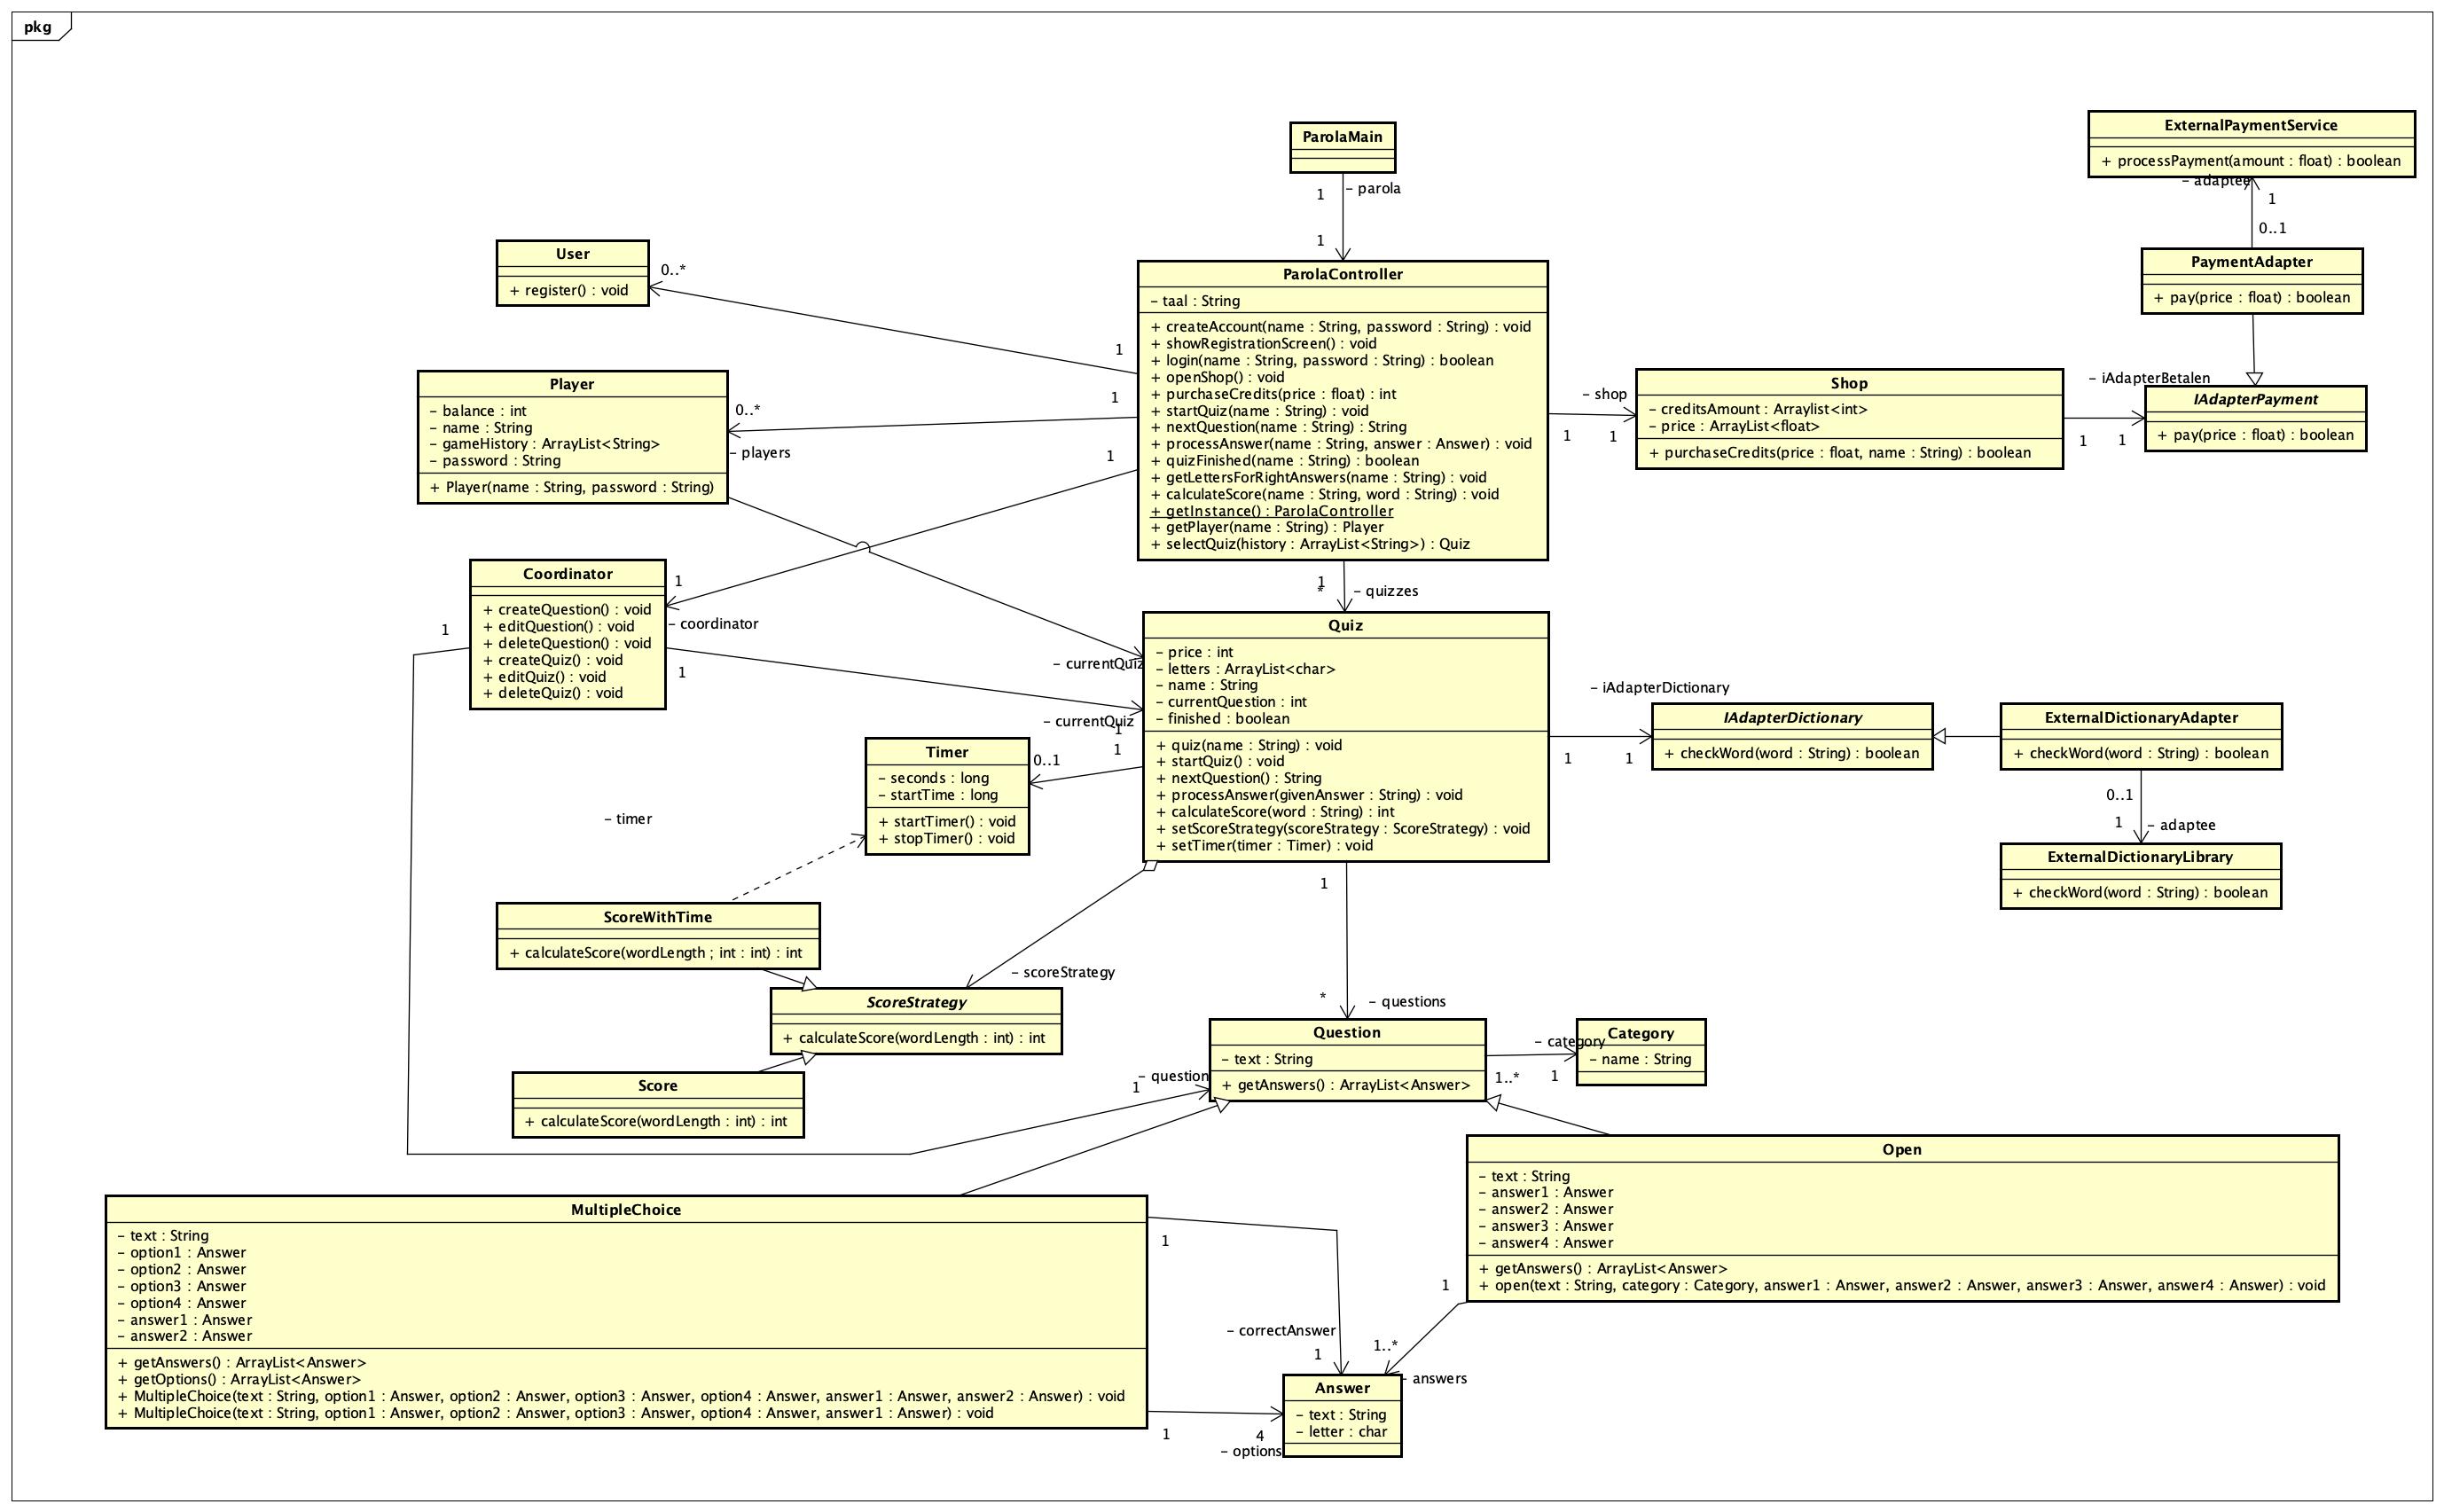 pkg
ParolaMain
1
– parola
1
ExternalPaymentService
+ processPayment(amount : float) : boolean
– adaptee
1
0..1
PaymentAdapter
+ pay(price : float) : boolean
– iAdapterBetalen
IAdapterPayment
+ pay(price : float) : boolean
User
+ register() : void
0..*
1
ParolaController
– taal : String
+ createAccount(name : String, password : String) : void
+ showRegistrationScreen() : void
+ login(name : String, password : String) : boolean
+ openShop() : void
+ purchaseCredits(price : float) : int
+ startQuiz(name : String) : void
+ nextQuestion(name : String) : String
+ processAnswer(name : String, answer : Answer) : void
+ quizFinished(name : String) : boolean
+ getLettersForRightAnswers(name : String) : void
+ calculateScore(name : String, word : String) : void
+ getInstance() : ParolaController
+ getPlayer(name : String) : Player
+ selectQuiz(history : ArrayList<String>) : Quiz
– shop
1
1
Shop
– creditsAmount : Arraylist<int>
– price : ArrayList<float>
+ purchaseCredits(price : float, name : String) : boolean
1
1
Player
– balance : int
– name : String
– gameHistory : ArrayList<String>
– password : String
+ Player(name : String, password : String)
0..*
1
– players
1
Coordinator
+ createQuestion() : void
+ editQuestion() : void
+ deleteQuestion() : void
+ createQuiz() : void
+ editQuiz() : void
+ deleteQuiz() : void
1
– coordinator
1
1
1
*
– quizzes
– currentQuiz
– currentQuiz
1
1
Quiz
– price : int
– letters : ArrayList<char>
– name : String
– currentQuestion : int
– finished : boolean
+ quiz(name : String) : void
+ startQuiz() : void
+ nextQuestion() : String
+ processAnswer(givenAnswer : String) : void
+ calculateScore(word : String) : int
+ setScoreStrategy(scoreStrategy : ScoreStrategy) : void
+ setTimer(timer : Timer) : void
– iAdapterDictionary
1
1
IAdapterDictionary
+ checkWord(word : String) : boolean
ExternalDictionaryAdapter
+ checkWord(word : String) : boolean
0..1
1
– adaptee
ExternalDictionaryLibrary
+ checkWord(word : String) : boolean
Timer
– seconds : long
– startTime : long
+ startTimer() : void
+ stopTimer() : void
0..1
– timer
ScoreWithTime
+ calculateScore(wordLength ; int : int) : int
– scoreStrategy
ScoreStrategy
+ calculateScore(wordLength : int) : int
Score
+ calculateScore(wordLength : int) : int
1
*
– questions
– question
1
Question
– text : String
+ getAnswers() : ArrayList<Answer>
– category
1..*
1
Category
– name : String
MultipleChoice
– text : String
– option1 : Answer
– option2 : Answer
– option3 : Answer
– option4 : Answer
– answer1 : Answer
– answer2 : Answer
+ getAnswers() : ArrayList<Answer>
+ getOptions() : ArrayList<Answer>
+ MultipleChoice(text : String, option1 : Answer, option2 : Answer, option3 : Answer, option4 : Answer, answer1 : Answer, answer2 : Answer) : void
+ MultipleChoice(text : String, option1 : Answer, option2 : Answer, option3 : Answer, option4 : Answer, answer1 : Answer) : void
1
– correctAnswer
1
1
4
– options
Open
– text : String
– answer1 : Answer
– answer2 : Answer
– answer3 : Answer
– answer4 : Answer
+ getAnswers() : ArrayList<Answer>
+ open(text : String, category : Category, answer1 : Answer, answer2 : Answer, answer3 : Answer, answer4 : Answer) : void
1
1..*
– answers
Answer
– text : String
– letter : char